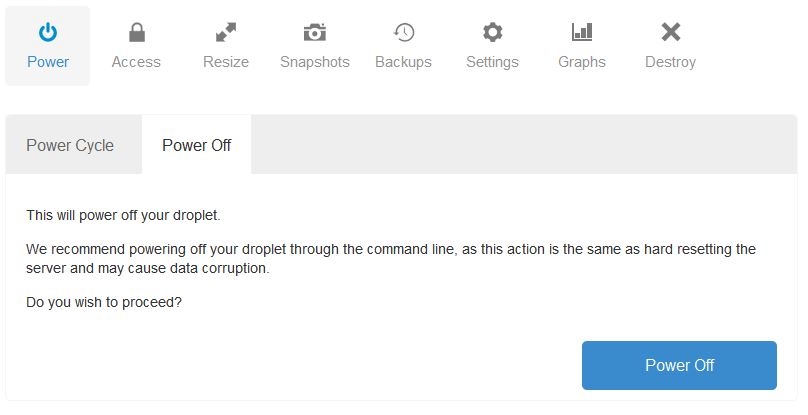 Power Access Resize Snapshots Backups Settings Graphs Destroy
Power Cycle Power Off
This will power off your droplet.
We recommend powering off your droplet through the command line, as this action is the same as hard resetting the
server and may cause data corruption.
Do you wish to proceed?
Power Off